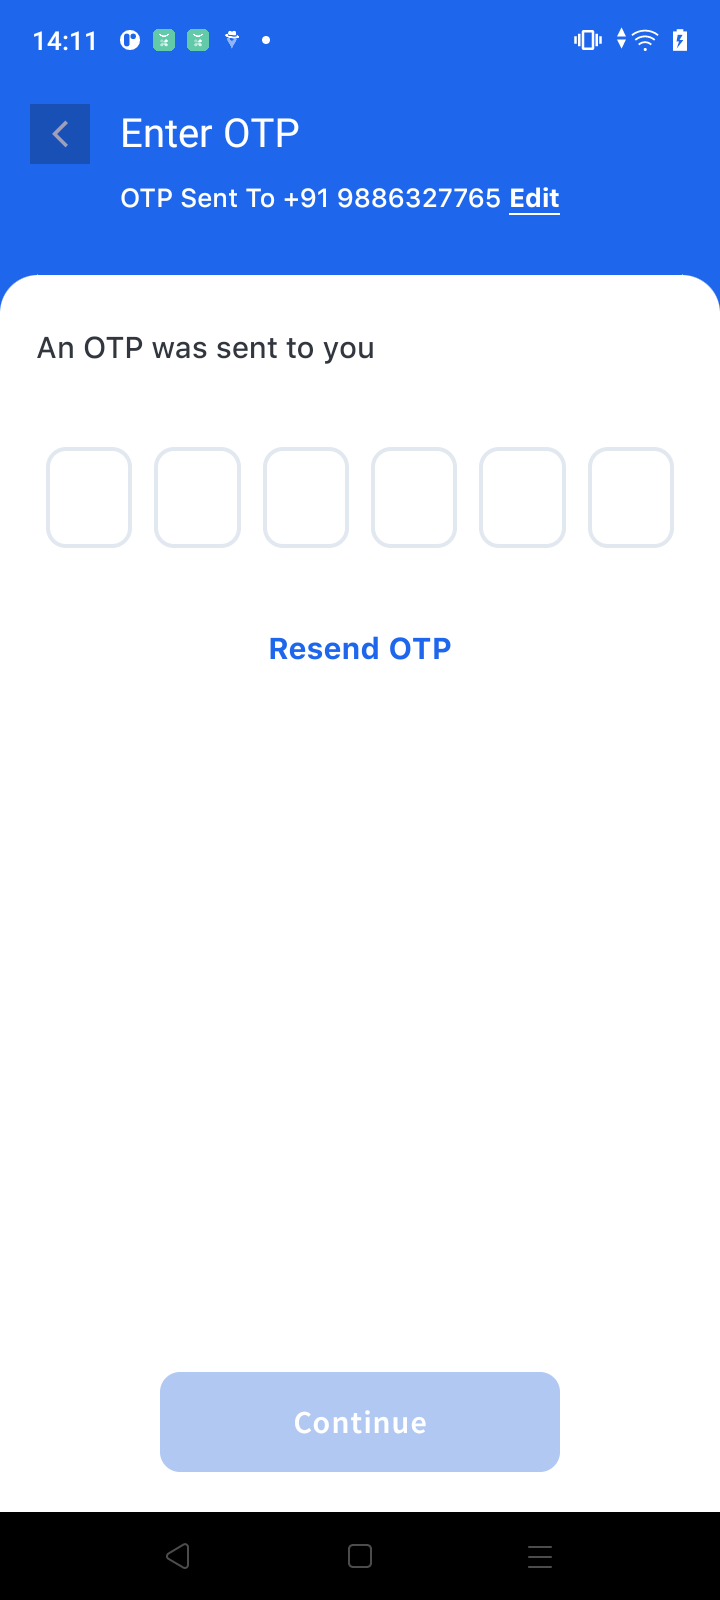 14:11
Enter OTP
OTP Sent To +91 9886327765 Edit
An OTP was sent to you
Resend OTP
Continue